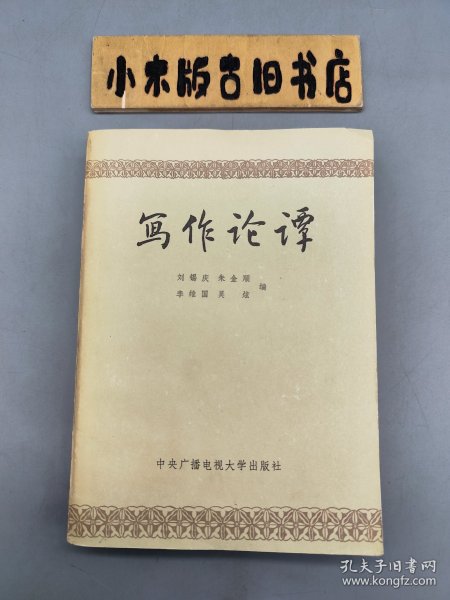 小木版古旧书店
写作论谭
刘锡庆 朱金顺
李维国 吴炫 编
中央广播电视大学出版社
孔夫子旧书网
www.kongfz.com